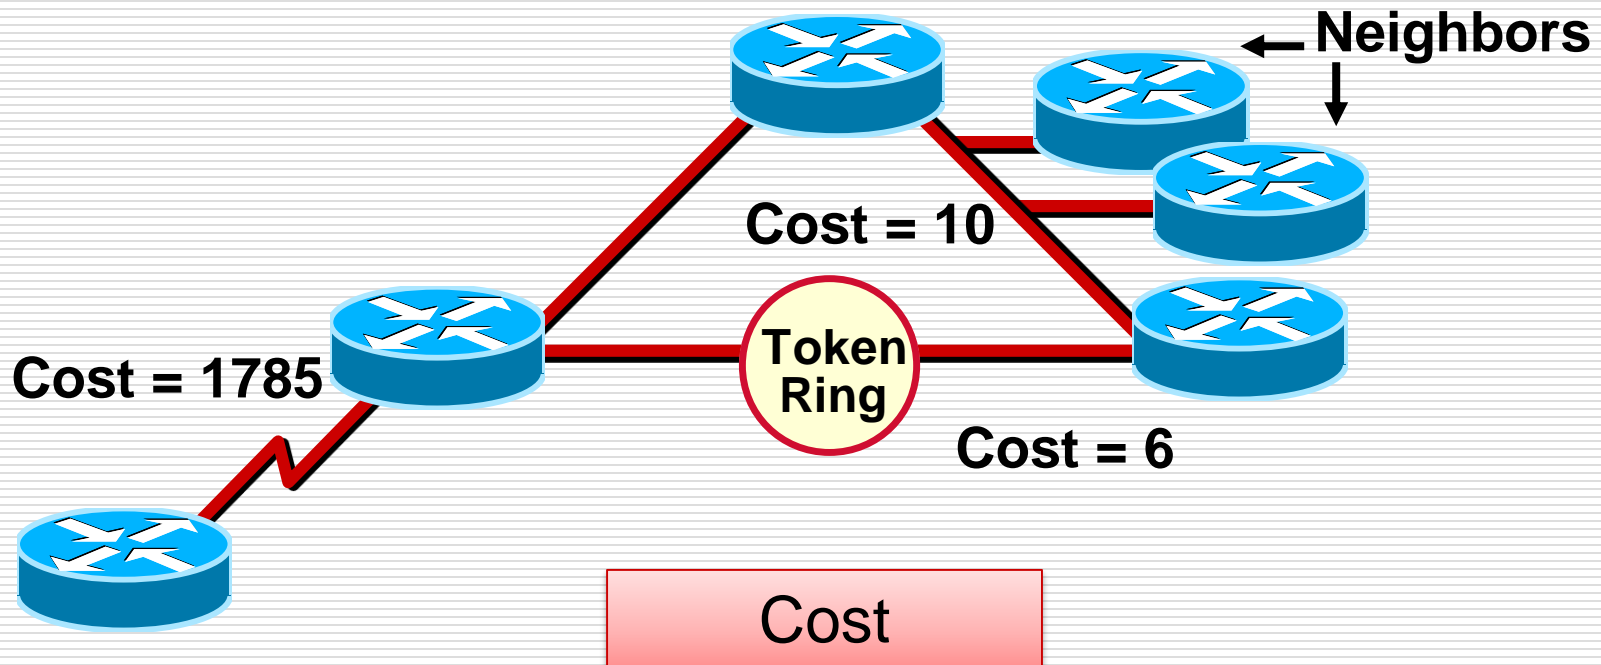 Neighbors
Cost = 10
Token
Ring
Cost = 1785
Cost = 6
Cost